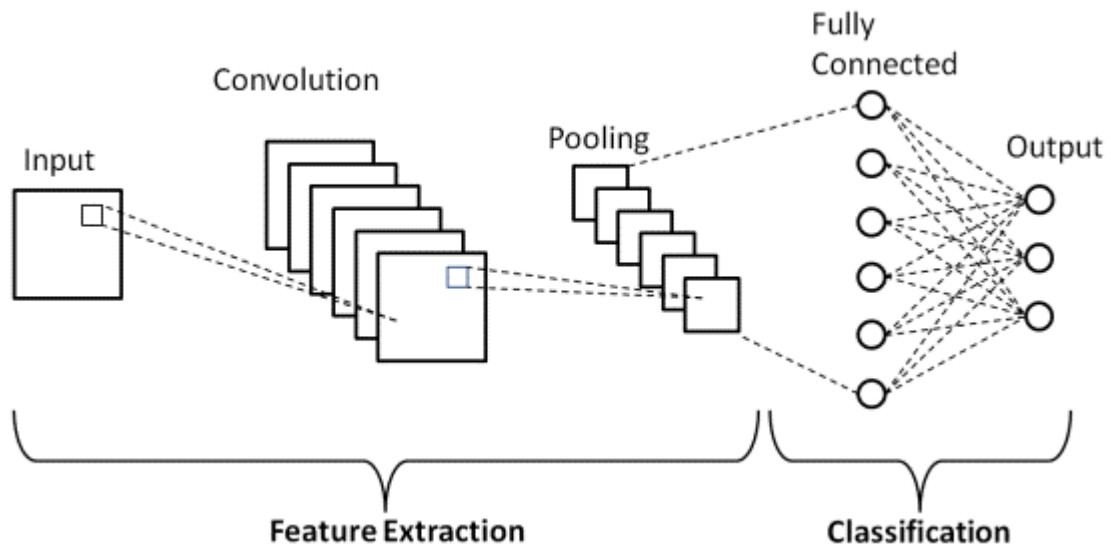 Input
Convolution
Pooling
Fully
Connected
Output
Feature Extraction
Classification